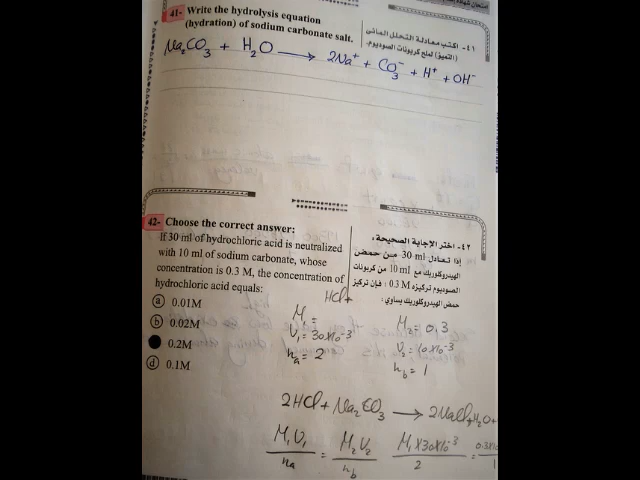 41- Write the hydrolysis equation
(hydration) of sodium carbonate salt.
٤١- اكتب معادلة التحلل المائي
(التميؤ) لملح كربونات الصوديوم.
Na₂CO₃ + H₂O ⟶ 2Na⁺ + CO₃⁻ + H⁺ + OH⁻
42- Choose the correct answer:
If 30 ml of hydrochloric acid is neutralized
with 10 ml of sodium carbonate, whose
concentration is 0.3 M, the concentration of
hydrochloric acid equals:
ⓐ 0.01M
ⓑ 0.02M
0.2M
ⓓ 0.1M
٤٢- اختر الإجابة الصحيحة،
إذا تعادل 30 ml من حمض
الهيدروكلوريك مع 10 ml من كربونات
الصوديوم تركيزه 0.3 M ؛ فإن تركيز
حمض الهيدروكلوريك يساوي:
HCl+
M₁ =
V₁ = 30×10⁻³
nₐ = 2
M₂ = 0,3
V₂ = 10×10⁻³
n_b = 1
2HCl + Na₂CO₃ ⟶ 2NaCl+H₂O+
M₁V₁/nₐ = M₂V₂/n_b
M₁×30×10⁻³/2 =